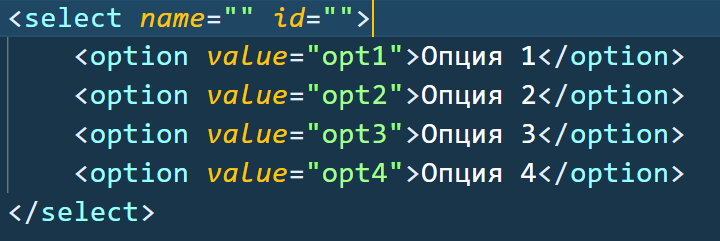 <select name="" id="">
<option value="opt1">Опция 1</option>
<option value="opt2">Опция 2</option>
<option value="opt3">Опция 3</option>
<option value="opt4">Опция 4</option>
</select>